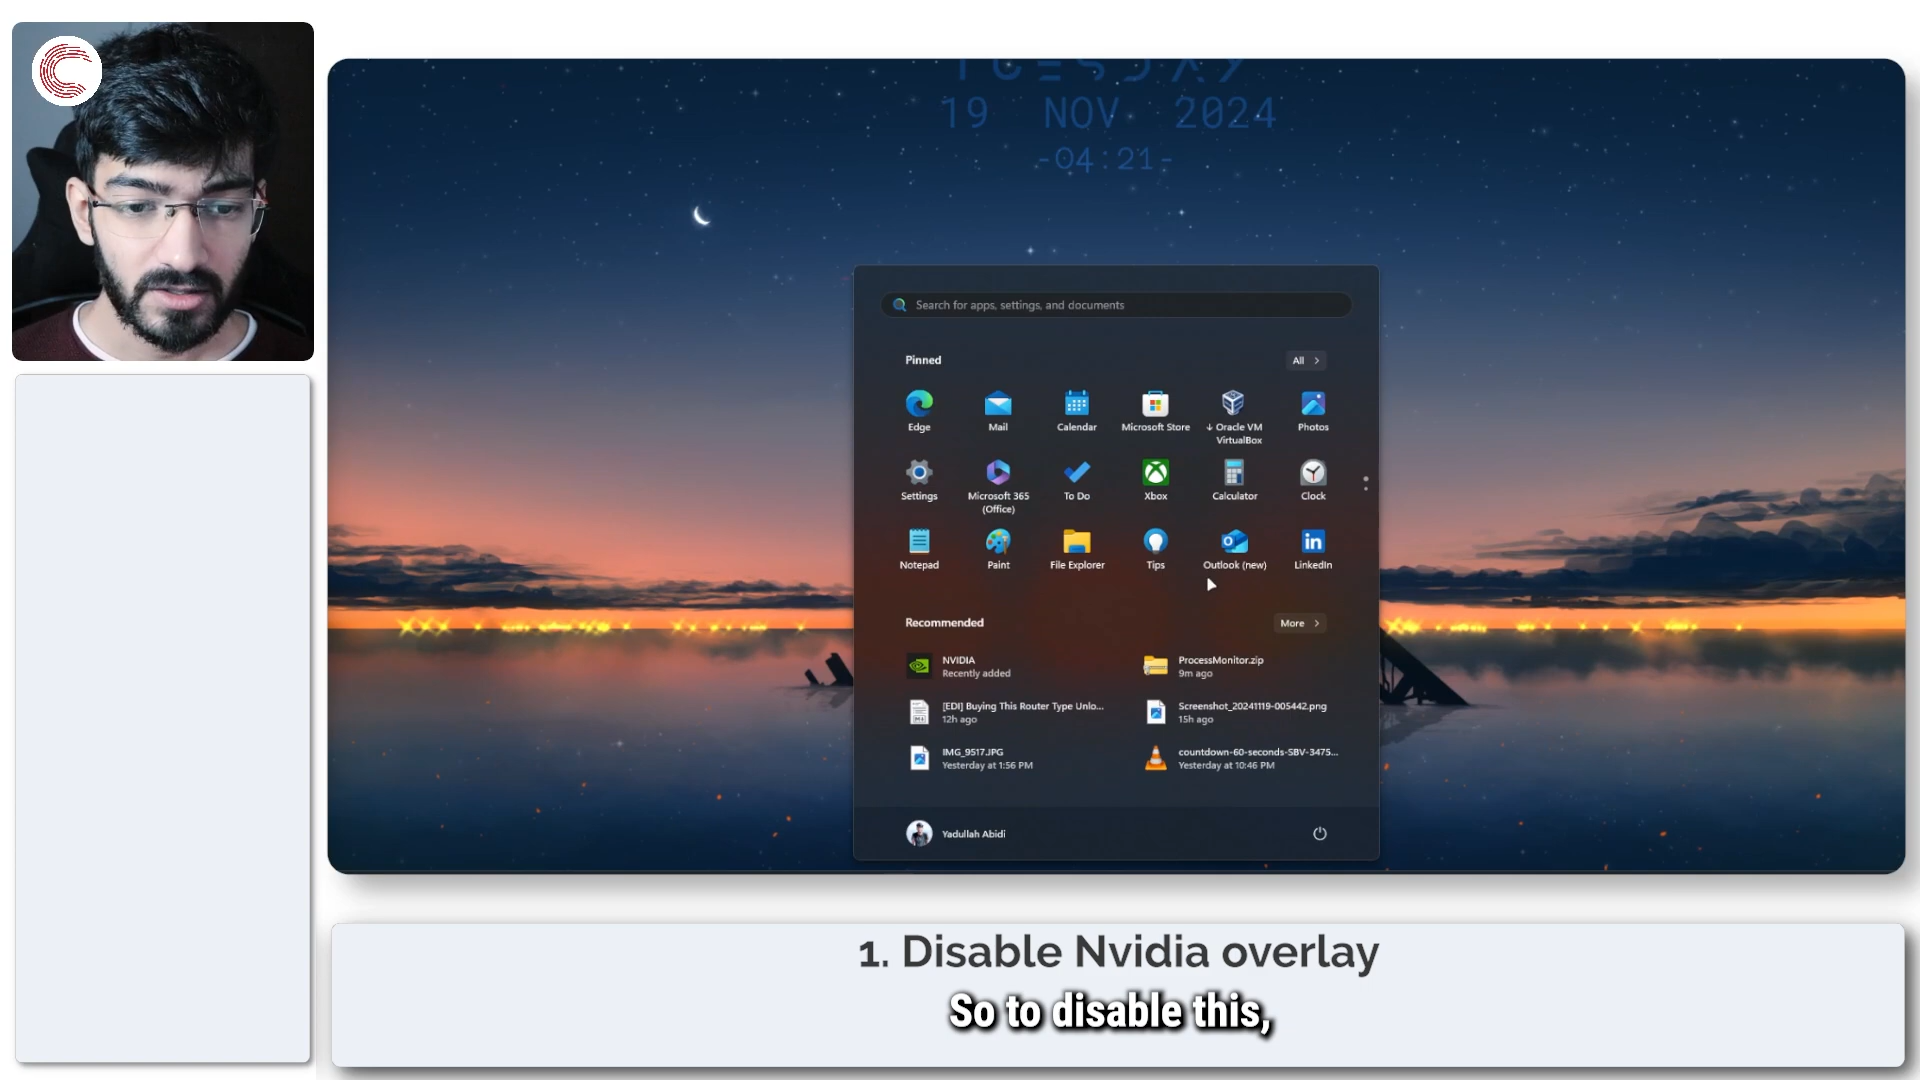 TUESDAY
19 NOV 2024
-04:21-
Search for apps, settings, and documents
Pinned
All
Edge
Mail
Calendar
Microsoft Store
Oracle VM
VirtualBox
Photos
Settings
Microsoft 365
(Office)
To Do
Xbox
Calculator
Clock
Notepad
Paint
File Explorer
Tips
Outlook (new)
LinkedIn
Recommended
More
NVIDIA
Recently added
ProcessMonitor.zip
9m ago
[EDI] Buying This Router Type Unlo...
12h ago
Screenshot_20241119-005442.png
15h ago
IMG_9517.JPG
Yesterday at 1:56 PM
countdown-60-seconds-SBV-3475...
Yesterday at 10:46 PM
Yadullah Abidi
1. Disable Nvidia overlay
So to disable this,